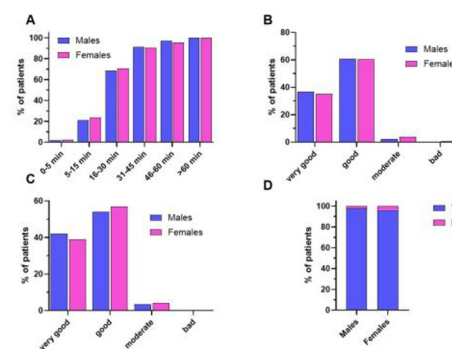 A
% of patients
100
80
60
40
20
0
Males
Females
0-5 min
5-15 min
16-30 min
31-45 min
46-60 min
>60 min
B
% of patients
80
60
40
20
0
Males
Female
very good
good
moderate
bad
C
% of patients
60
40
20
0
Males
Females
very good
good
moderate
bad
D
% of patients
100
80
60
40
20
0
Males
Females